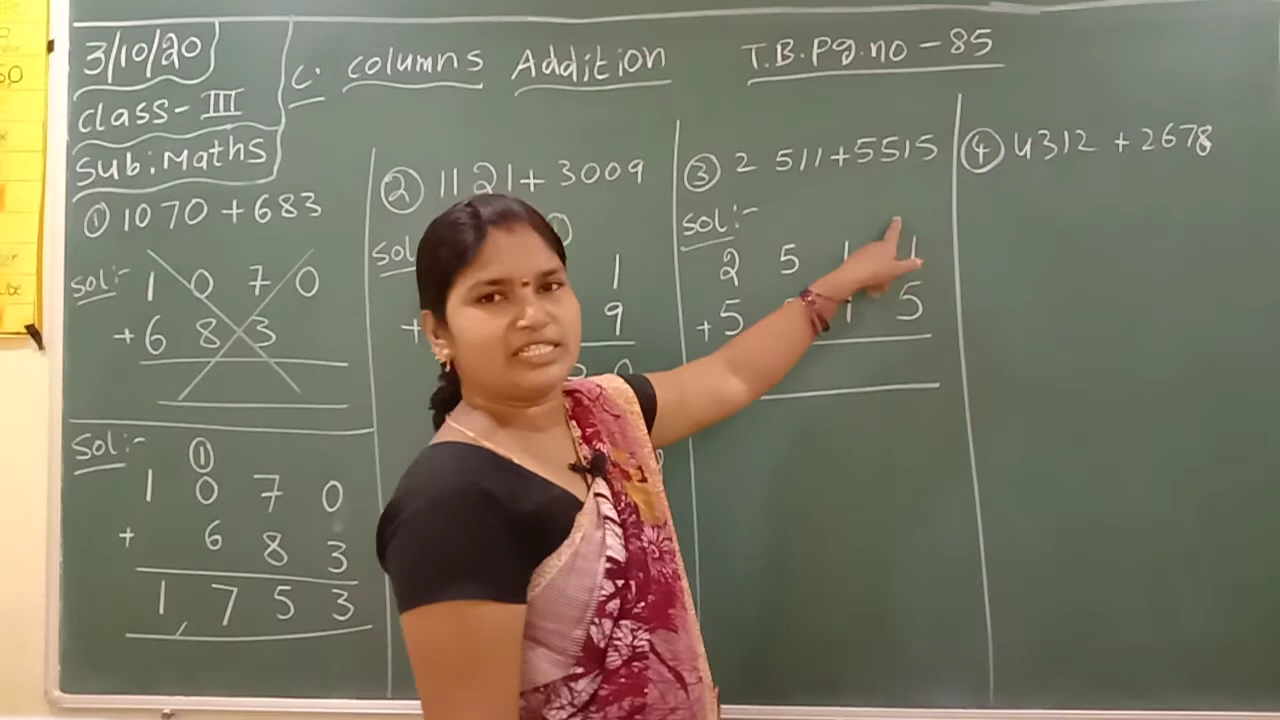 3/10/20
Class- III
Sub: Maths
C. Columns Addition T.B.Pg.no - 85
① 1070 + 683
Sol:-
1 0 7 0
+ 6 8 3
Sol:-
①
1 0 7 0
+ 6 8 3
1,7 5 3
② 1121 + 3009
Sol
1
+ 9
③ 2511 + 5515
Sol:-
2 5 1 1
+ 5 1 5
④ 4312 + 2678